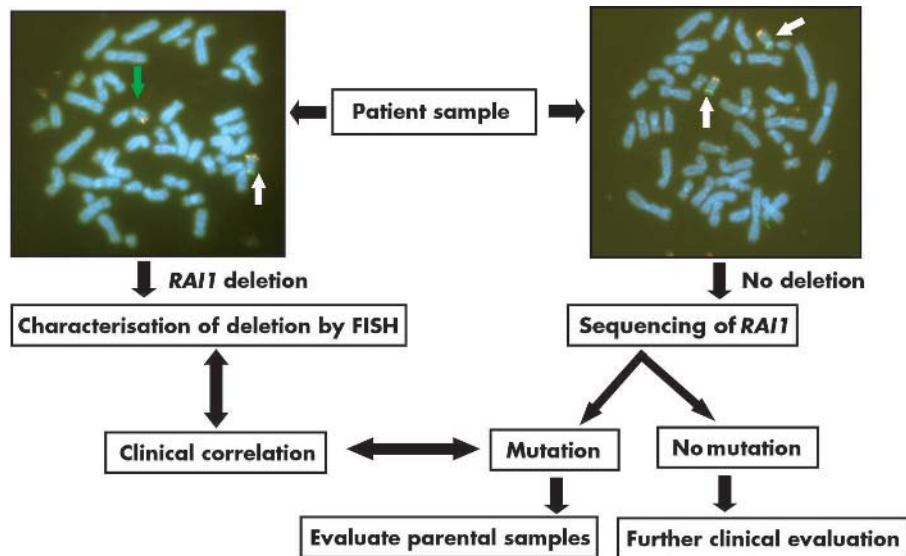 Patient sample
RAI1 deletion
No deletion
Characterisation of deletion by FISH
Sequencing of RAI1
Clinical correlation
Mutation
No mutation
Evaluate parental samples
Further clinical evaluation